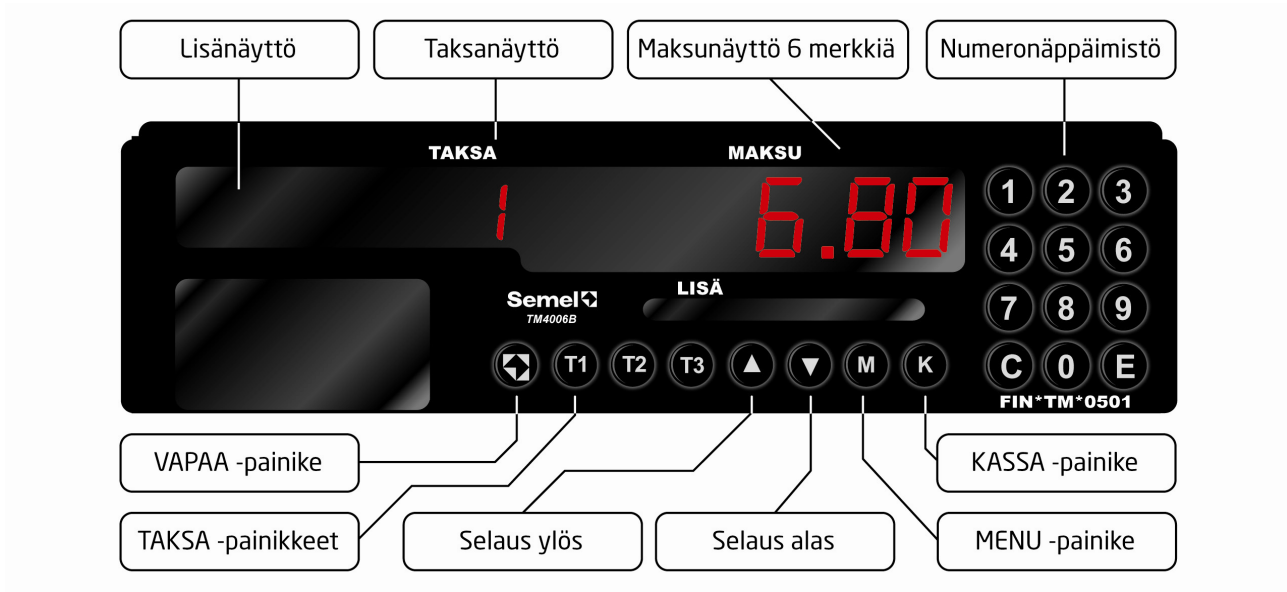 Lisänäyttö
Taksanäyttö
Maksunäyttö 6 merkkiä
Numeronäppäimistö
TAKSA
MAKSU
1
6.80
1 2 3
4 5 6
7 8 9
C 0 E
LISÄ
Semel
TM4006B
T1 T2 T3 ▲ ▼ M K
FIN*TM*0501
VAPAA -painike
KASSA -painike
TAKSA -painikkeet
Selaus ylös
Selaus alas
MENU -painike